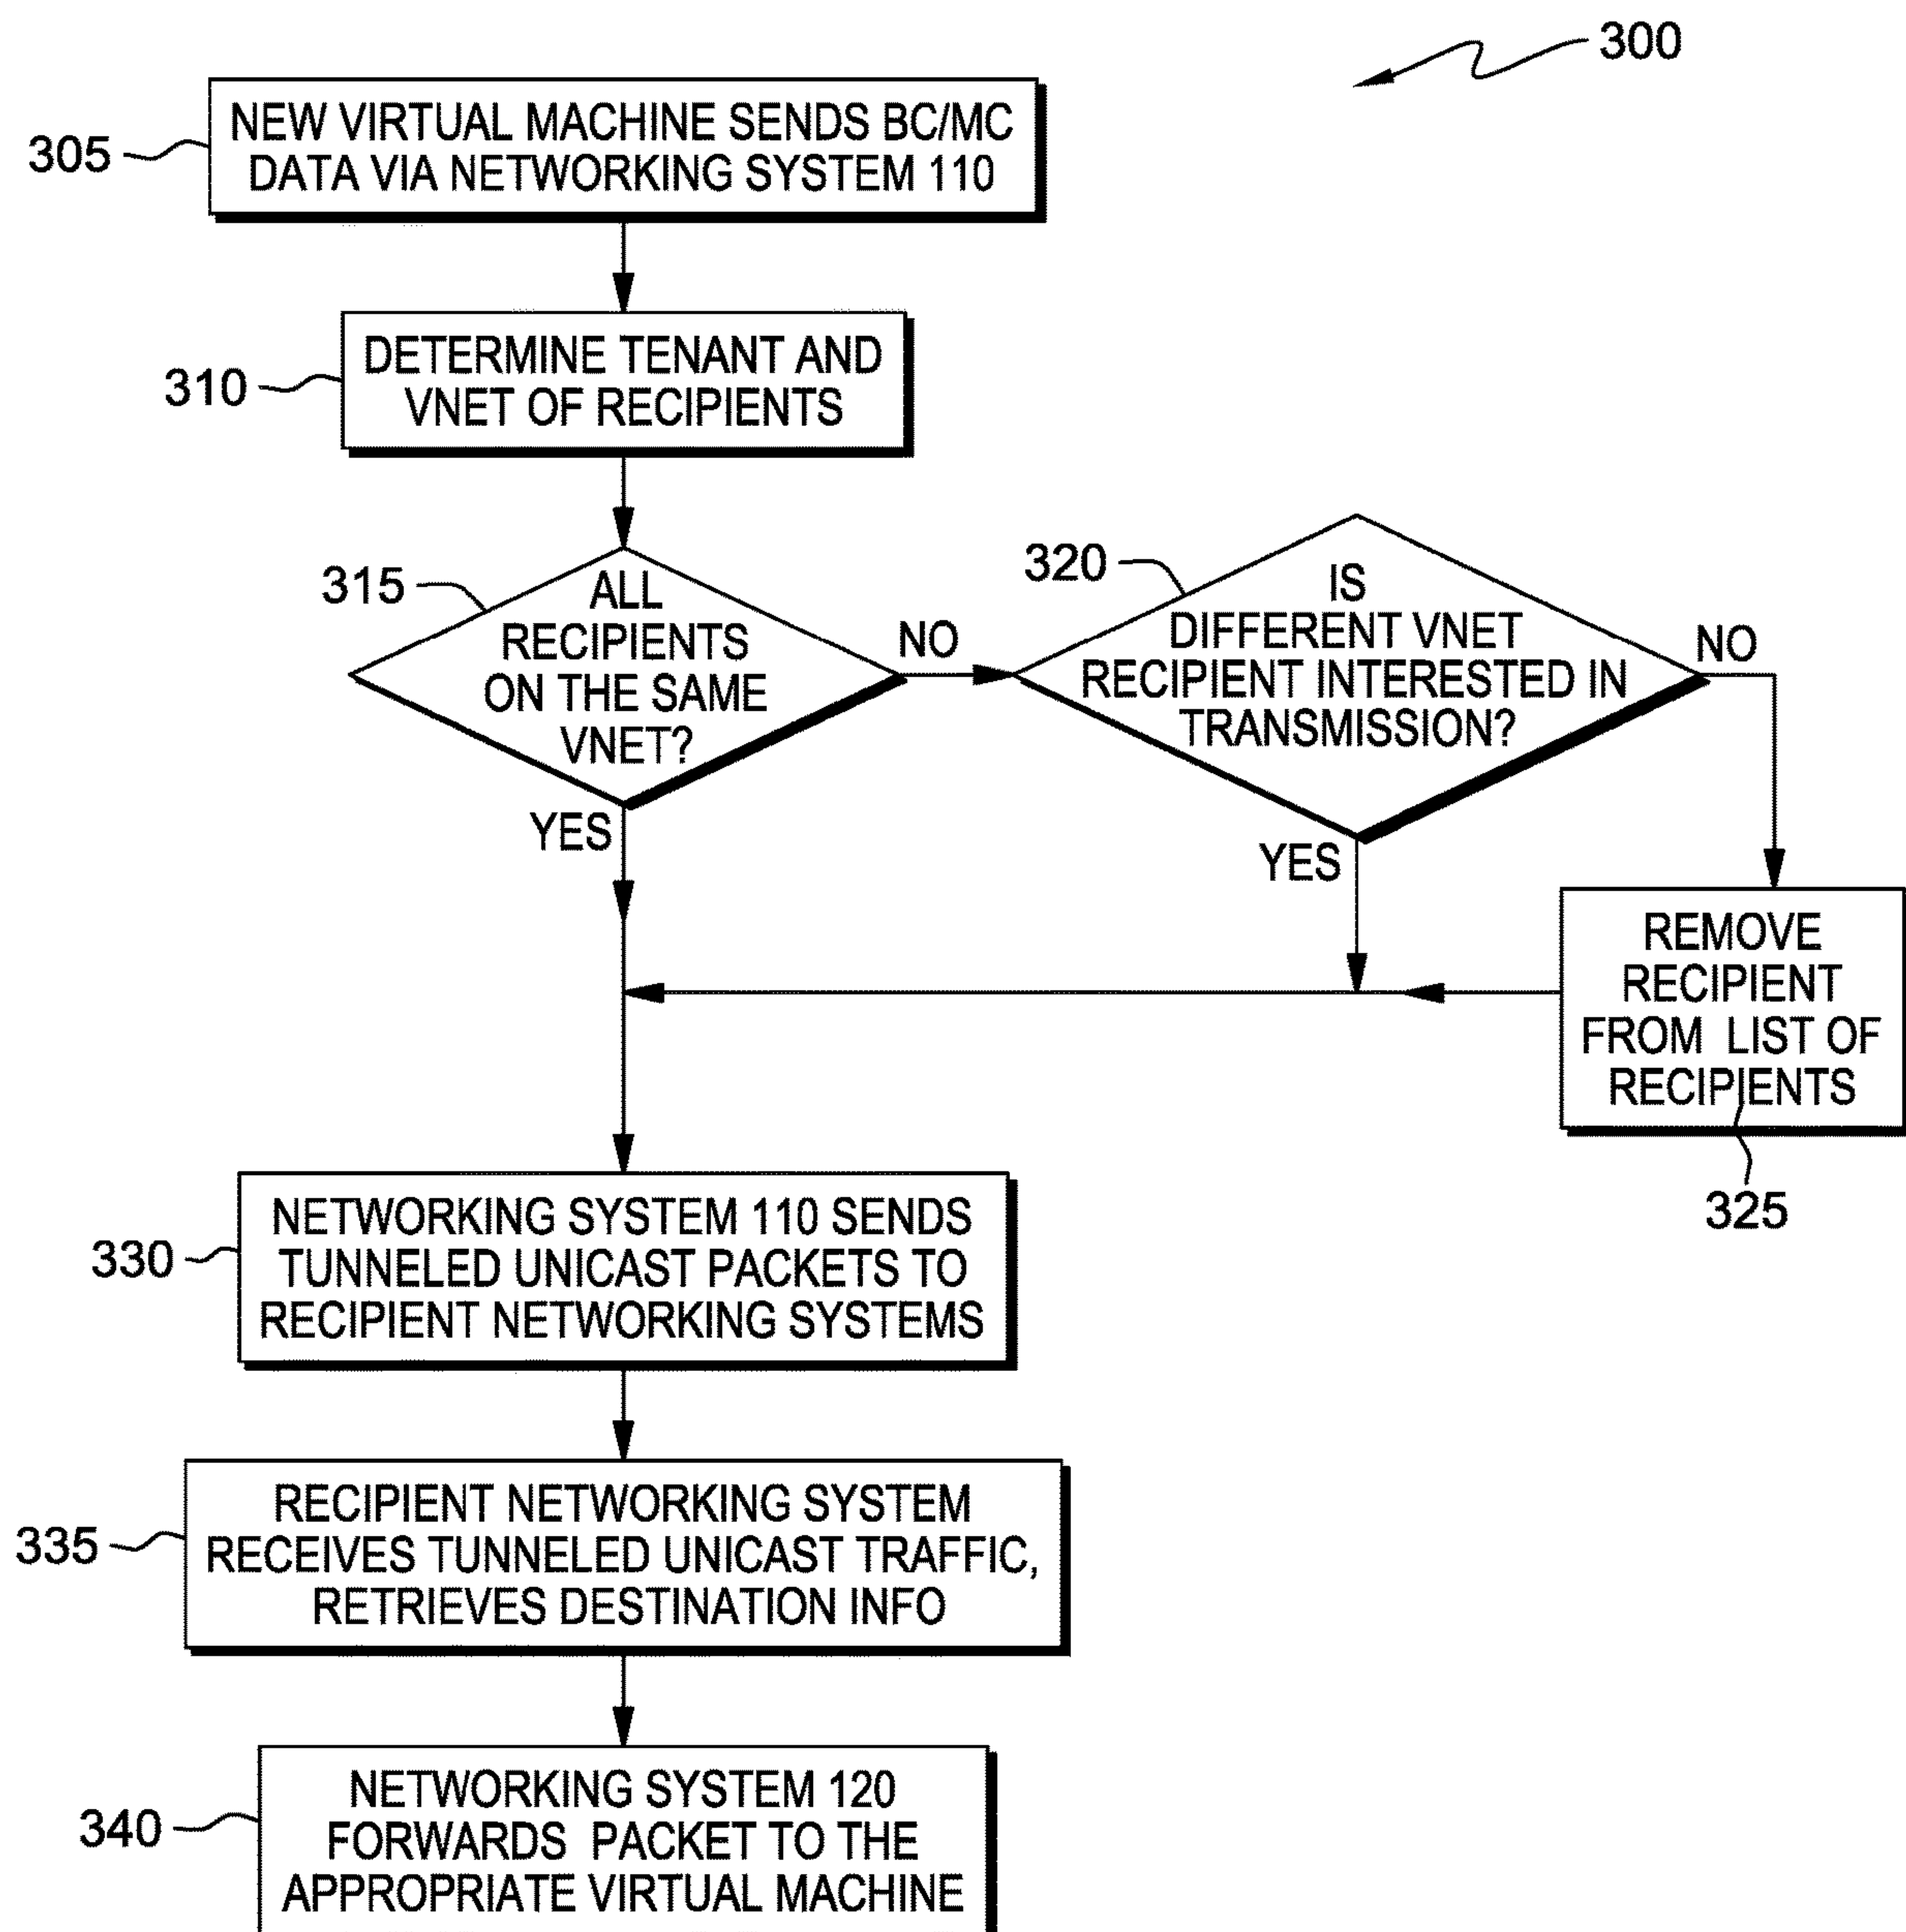 300
305
NEW VIRTUAL MACHINE SENDS BC/MC
DATA VIA NETWORKING SYSTEM 110
310
DETERMINE TENANT AND
VNET OF RECIPIENTS
315
ALL
RECIPIENTS
ON THE SAME
VNET?
NO
YES
320
IS
DIFFERENT VNET
RECIPIENT INTERESTED IN
TRANSMISSION?
NO
YES
REMOVE
RECIPIENT
FROM LIST OF
RECIPIENTS
325
330
NETWORKING SYSTEM 110 SENDS
TUNNELED UNICAST PACKETS TO
RECIPIENT NETWORKING SYSTEMS
335
RECIPIENT NETWORKING SYSTEM
RECEIVES TUNNELED UNICAST TRAFFIC,
RETRIEVES DESTINATION INFO
340
NETWORKING SYSTEM 120
FORWARDS PACKET TO THE
APPROPRIATE VIRTUAL MACHINE